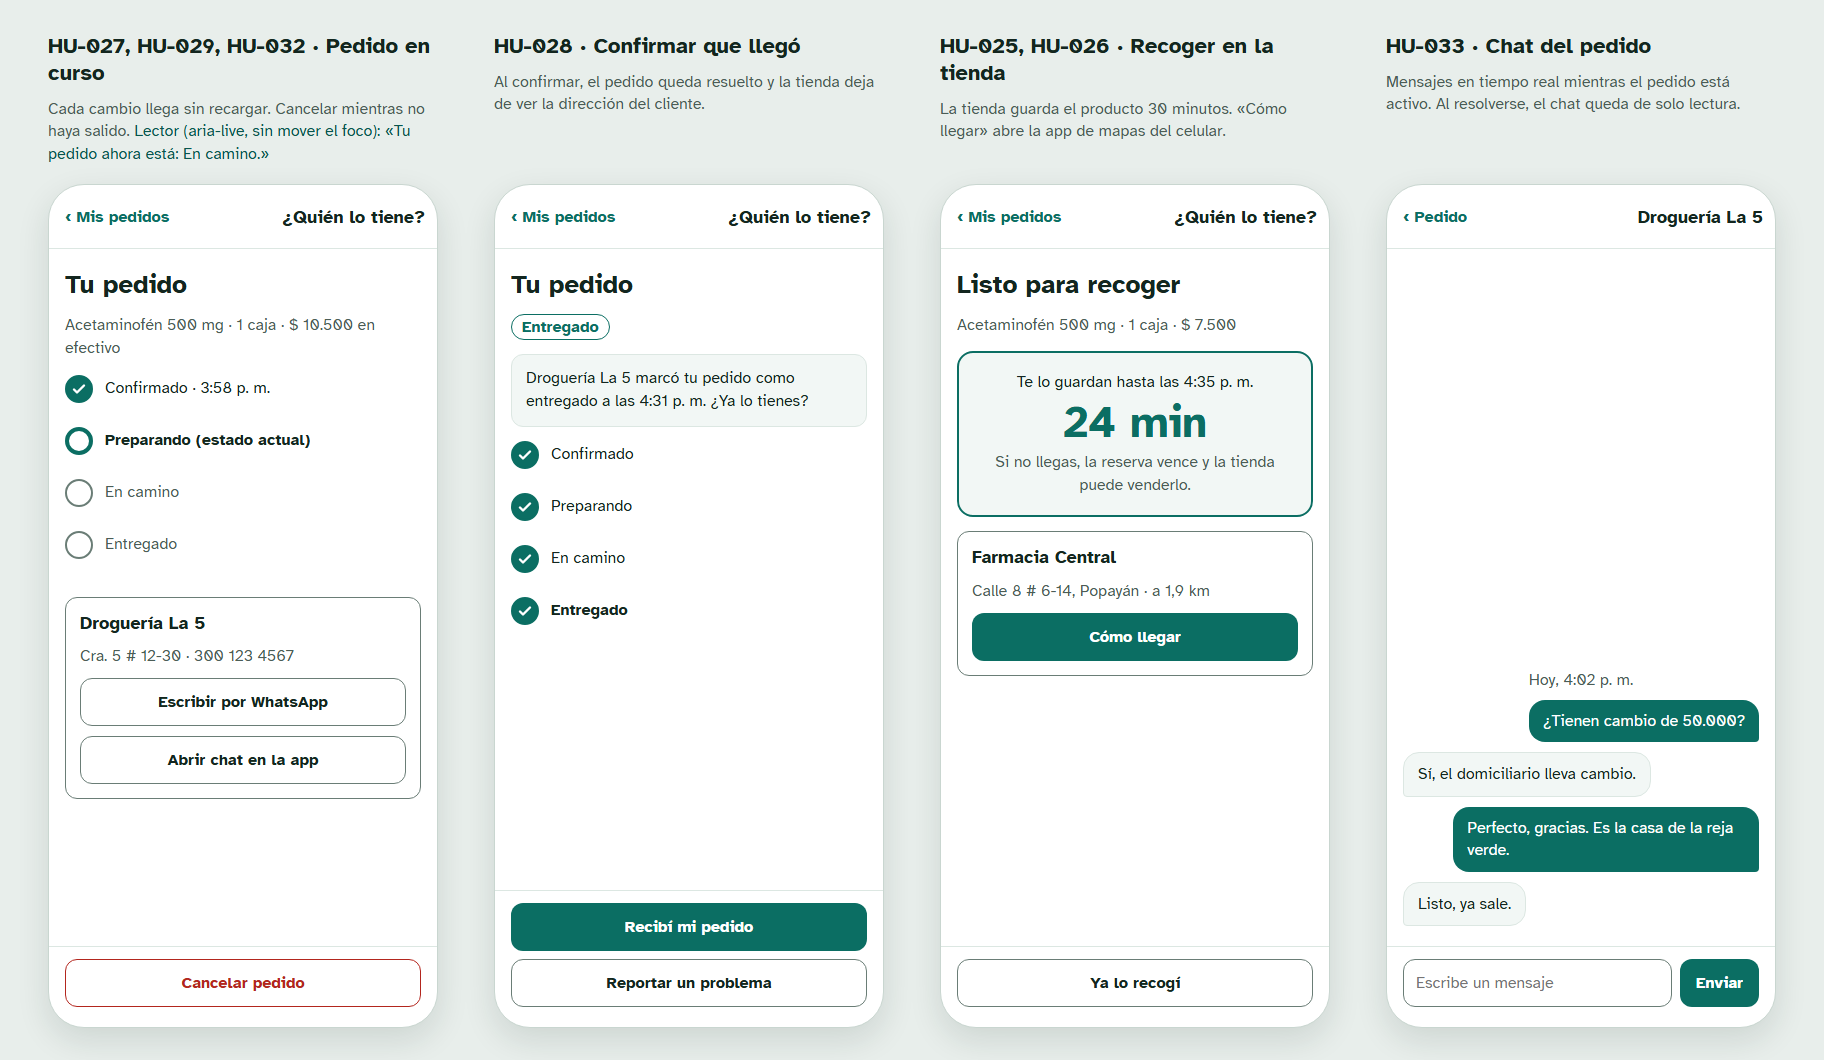 HU-027, HU-029, HU-032 · Pedido en
curso
Cada cambio llega sin recargar. Cancelar mientras no
haya salido. Lector (aria-live, sin mover el foco): «Tu
pedido ahora está: En camino.»
‹ Mis pedidos
¿Quién lo tiene?
Tu pedido
Acetaminofén 500 mg · 1 caja · $ 10.500 en
efectivo
Confirmado · 3:58 p. m.
Preparando (estado actual)
En camino
Entregado
Droguería La 5
Cra. 5 # 12-30 · 300 123 4567
Escribir por WhatsApp
Abrir chat en la app
Cancelar pedido
HU-028 · Confirmar que llegó
Al confirmar, el pedido queda resuelto y la tienda deja
de ver la dirección del cliente.
‹ Mis pedidos
¿Quién lo tiene?
Tu pedido
Entregado
Droguería La 5 marcó tu pedido como
entregado a las 4:31 p. m. ¿Ya lo tienes?
Confirmado
Preparando
En camino
Entregado
Recibí mi pedido
Reportar un problema
HU-025, HU-026 · Recoger en la
tienda
La tienda guarda el producto 30 minutos. «Cómo
llegar» abre la app de mapas del celular.
‹ Mis pedidos
¿Quién lo tiene?
Listo para recoger
Acetaminofén 500 mg · 1 caja · $ 7.500
Te lo guardan hasta las 4:35 p. m.
24 min
Si no llegas, la reserva vence y la tienda
puede venderlo.
Farmacia Central
Calle 8 # 6-14, Popayán · a 1,9 km
Cómo llegar
Ya lo recogí
HU-033 · Chat del pedido
Mensajes en tiempo real mientras el pedido está
activo. Al resolverse, el chat queda de solo lectura.
‹ Pedido
Droguería La 5
Hoy, 4:02 p. m.
¿Tienen cambio de 50.000?
Sí, el domiciliario lleva cambio.
Perfecto, gracias. Es la casa de la reja
verde.
Listo, ya sale.
Escribe un mensaje
Enviar